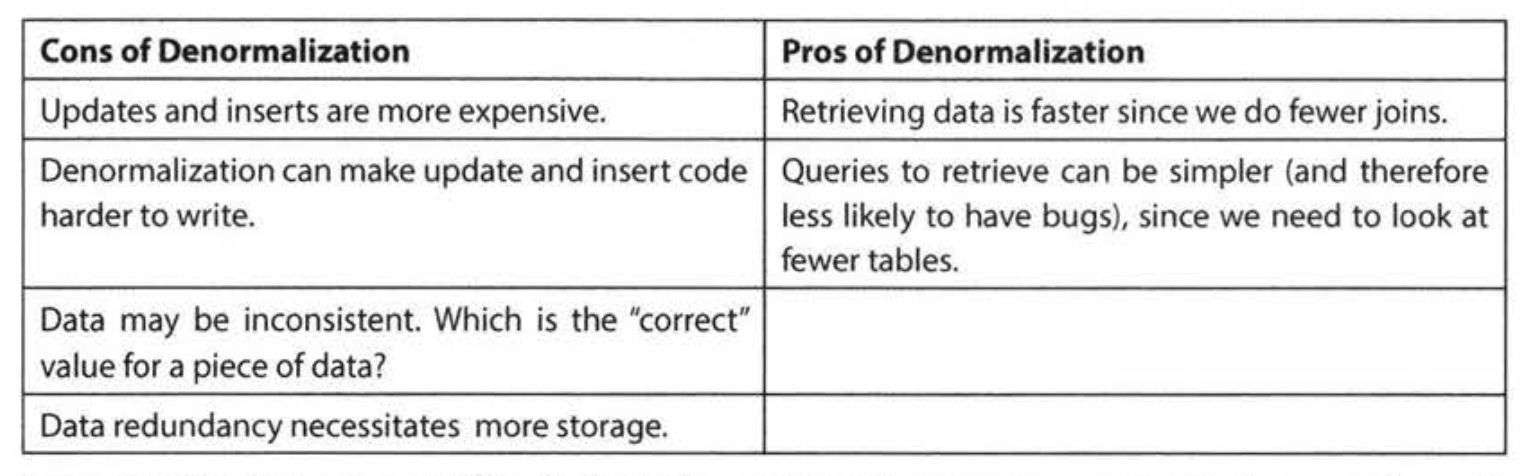 Cons of Denormalization
Pros of Denormalization
Updates and inserts are more expensive.
Retrieving data is faster since we do fewer joins.
Denormalization can make update and insert code
harder to write.
Queries to retrieve can be simpler (and therefore
less likely to have bugs), since we need to look at
fewer tables.
Data may be inconsistent. Which is the "correct"
value for a piece of data?
Data redundancy necessitates more storage.